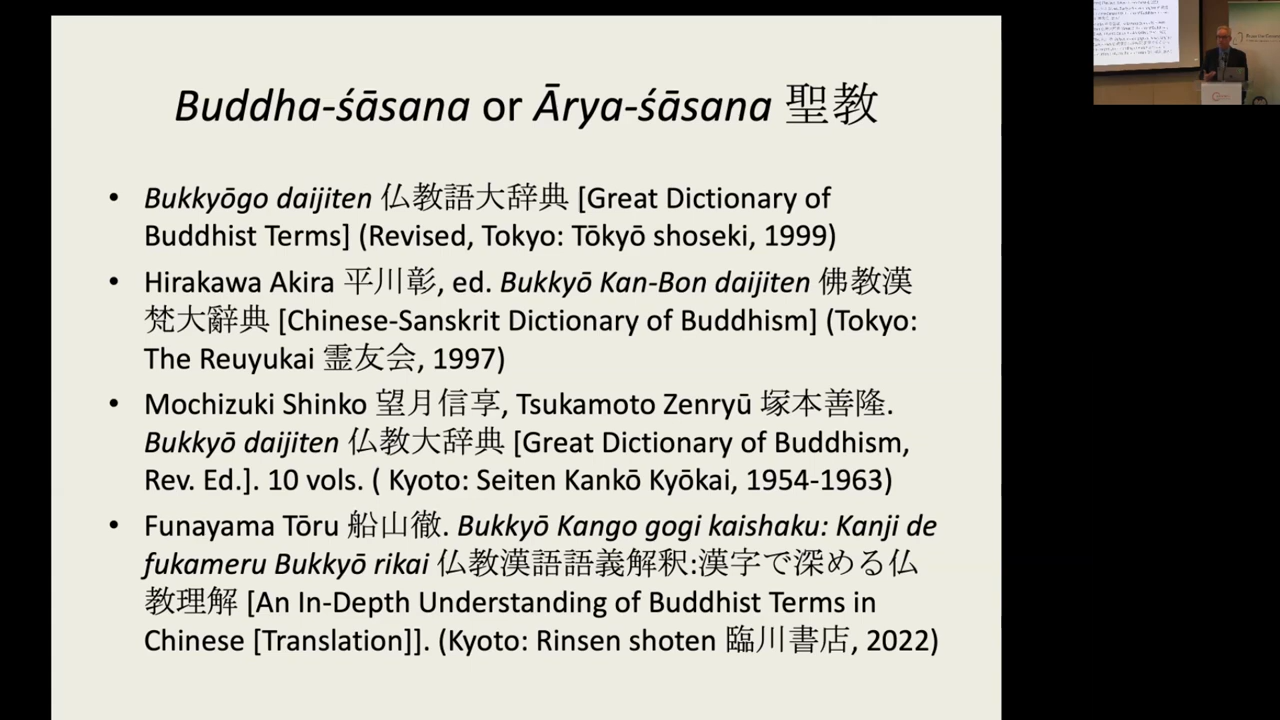 Buddha-śāsana or Ārya-śāsana 聖教
• Bukkyōgo daijiten 仏教語大辞典 [Great Dictionary of
Buddhist Terms] (Revised, Tokyo: Tōkyō shoseki, 1999)
• Hirakawa Akira 平川彰, ed. Bukkyō Kan-Bon daijiten 佛教漢
梵大辭典 [Chinese-Sanskrit Dictionary of Buddhism] (Tokyo:
The Reuyukai 霊友会, 1997)
• Mochizuki Shinko 望月信享, Tsukamoto Zenryū 塚本善隆.
Bukkyō daijiten 仏教大辞典 [Great Dictionary of Buddhism,
Rev. Ed.]. 10 vols. ( Kyoto: Seiten Kankō Kyōkai, 1954-1963)
• Funayama Tōru 船山徹. Bukkyō Kango gogi kaishaku: Kanji de
fukameru Bukkyō rikai 仏教漢語語義解釈:漢字で深める仏
教理解 [An In-Depth Understanding of Buddhist Terms in
Chinese [Translation]]. (Kyoto: Rinsen shoten 臨川書店, 2022)